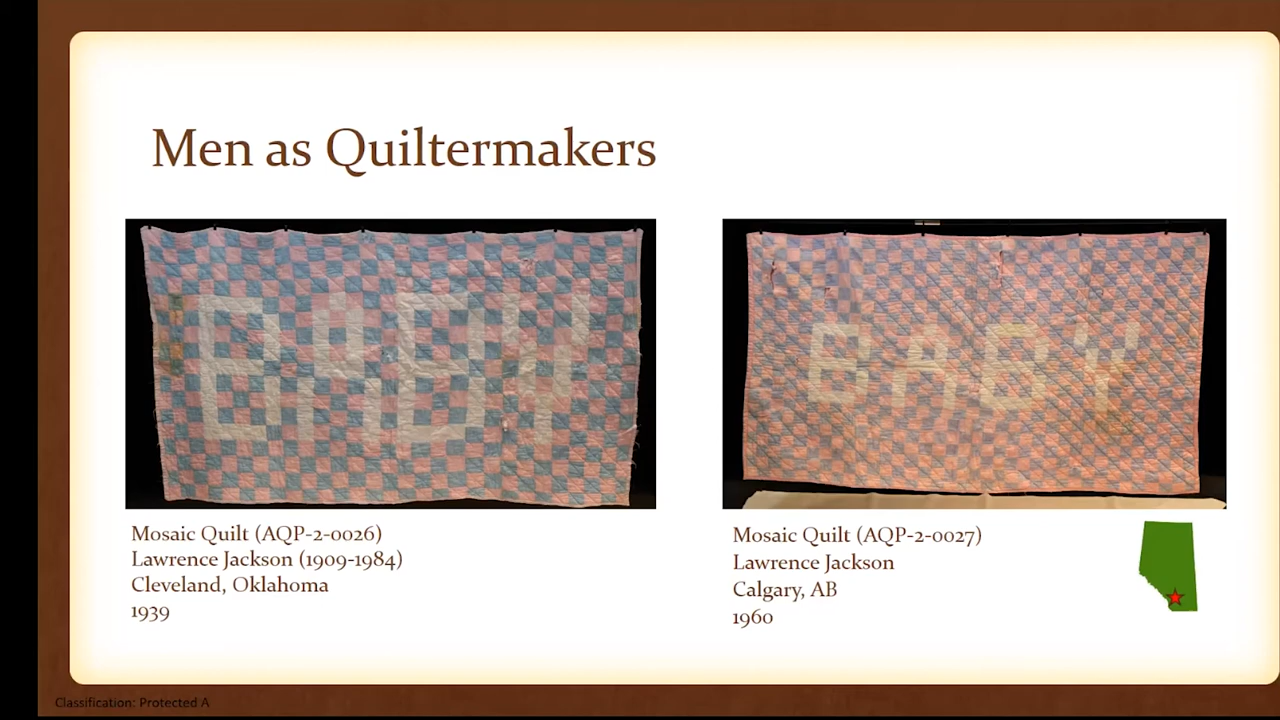 Men as Quiltermakers
BABY
BABY
Mosaic Quilt (AQP-2-0026)
Lawrence Jackson (1909-1984)
Cleveland, Oklahoma
1939
Mosaic Quilt (AQP-2-0027)
Lawrence Jackson
Calgary, AB
1960
Classification: Protected A